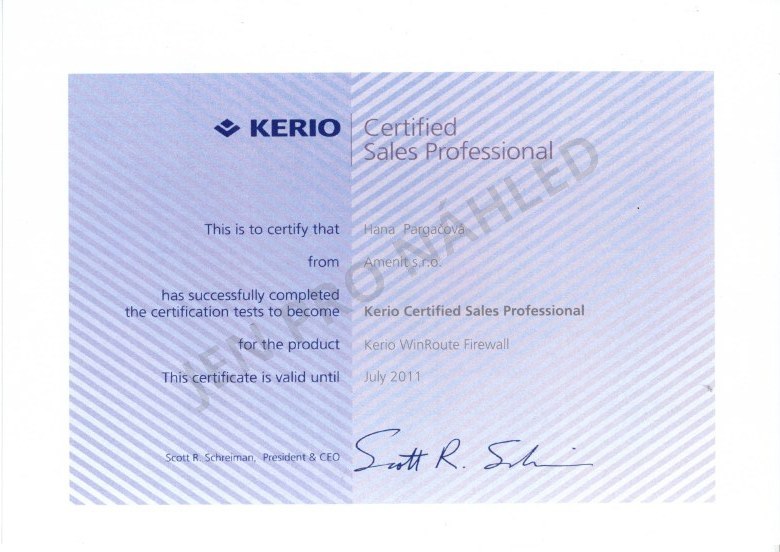 KERIO
Certified
Sales Professional
This is to certify that Hana Pargačová
from Amenit s.r.o.
has successfully completed
the certification tests to become Kerio Certified Sales Professional
for the product Kerio WinRoute Firewall
This certificate is valid until July 2011
Scott R. Schreiman, President & CEO Scott R. Sch
JEN PRO NÁHLED